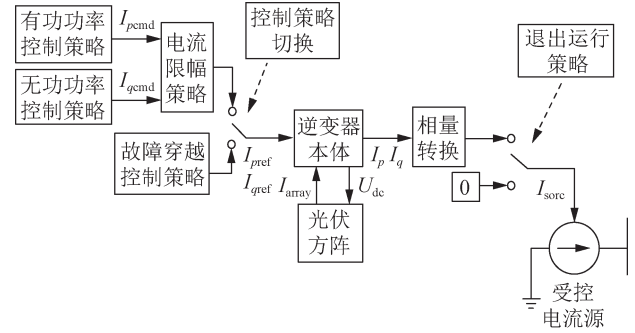 有功功率
控制策略
I_pcmd
无功功率
控制策略
I_qcmd
电流
限幅
策略
控制策略
切换
退出运行
策略
故障穿越
控制策略
I_pref
I_qref
I_array
逆变器
本体
I_p I_q
U_dc
光伏
方阵
相量
转换
0
I_sorc
受控
电流源